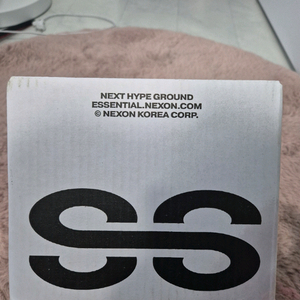 NEXT HYPE GROUND
ESSENTIAL.NEXON.COM
© NEXON KOREA CORP.